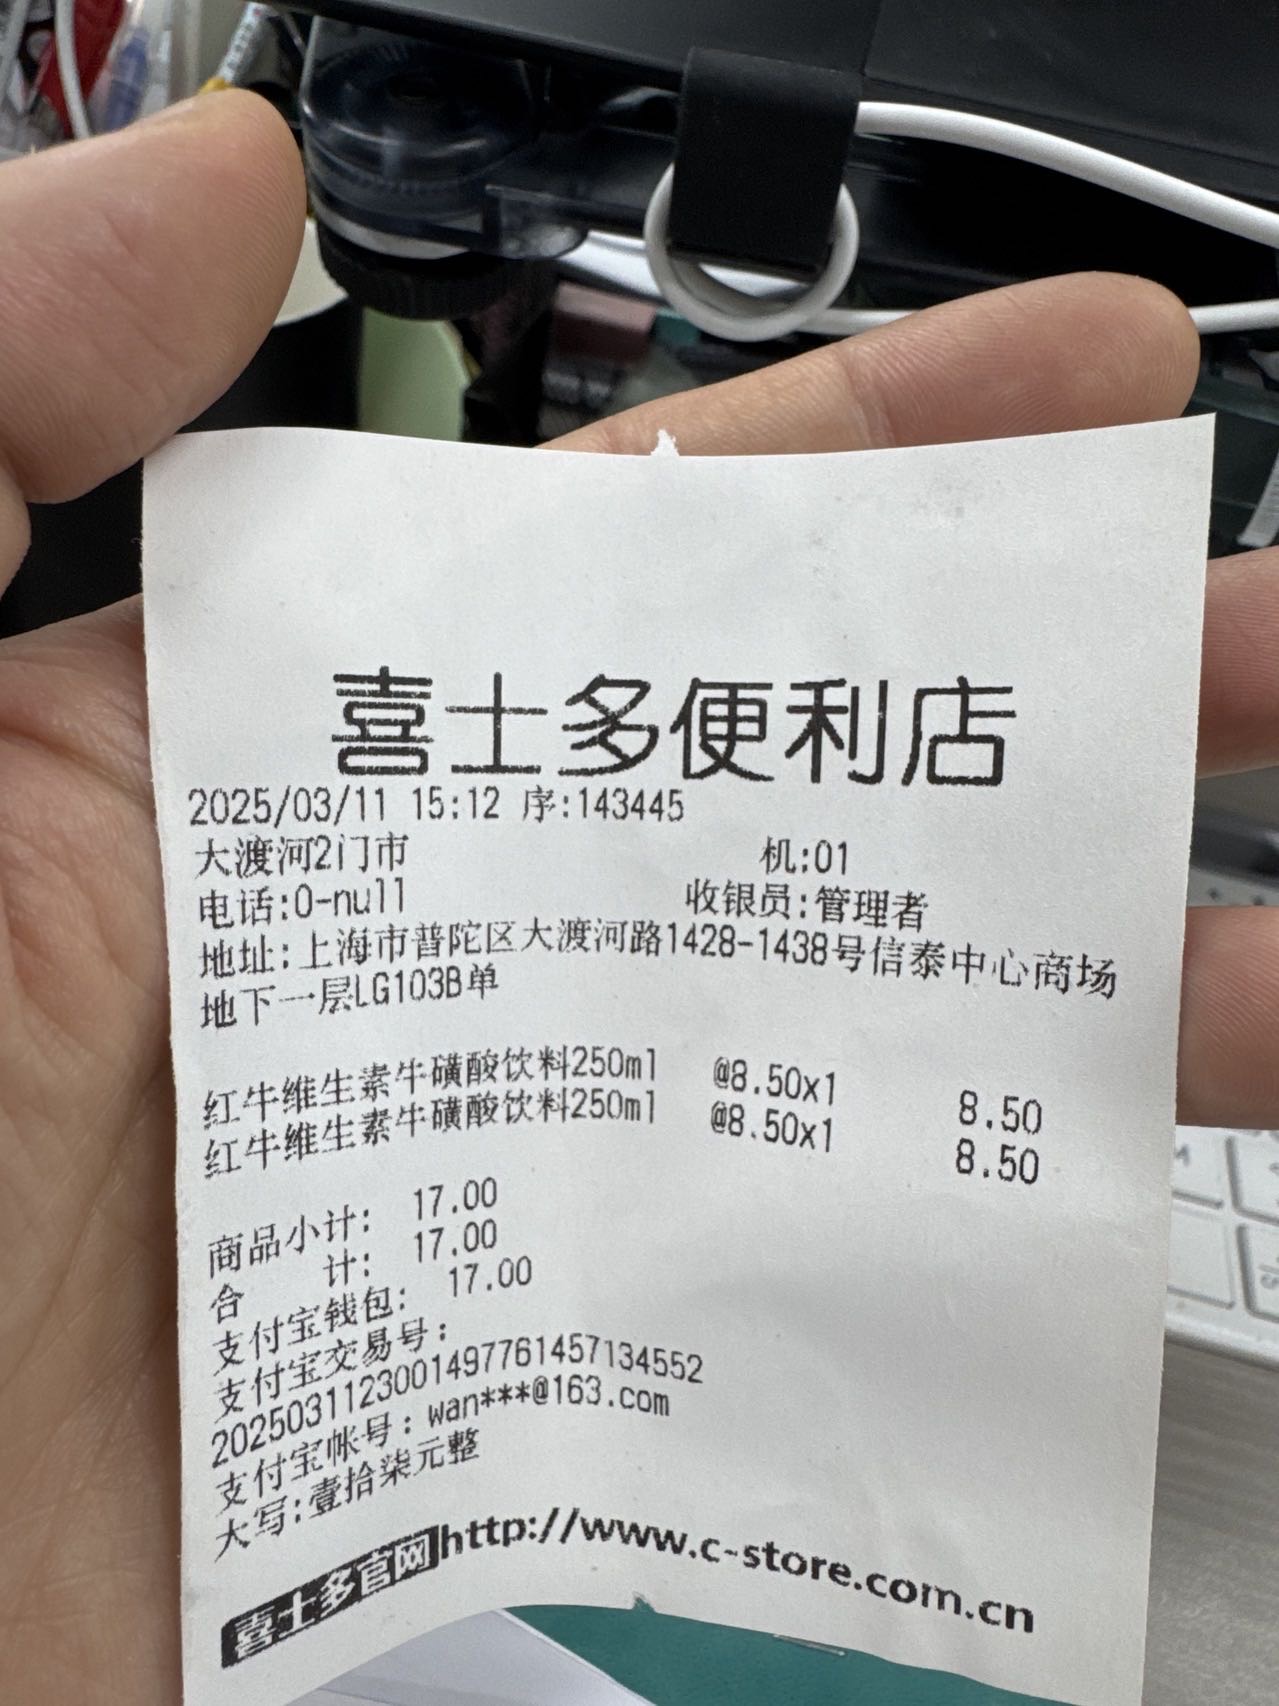 喜士多便利店
2025/03/11 15:12 序:143445
大渡河2门市 机:01
电话:0-null 收银员:管理者
地址:上海市普陀区大渡河路1428-1438号信泰中心商场
地下一层LG103B单
红牛维生素牛磺酸饮料250ml @8.50x1 8.50
红牛维生素牛磺酸饮料250ml @8.50x1 8.50
商品小计: 17.00
合 计: 17.00
支付宝钱包: 17.00
支付宝交易号:
2025031123001497761457134552
支付宝帐号:wan***@163.com
大写:壹拾柒元整
喜士多官网http://www.c-store.com.cn